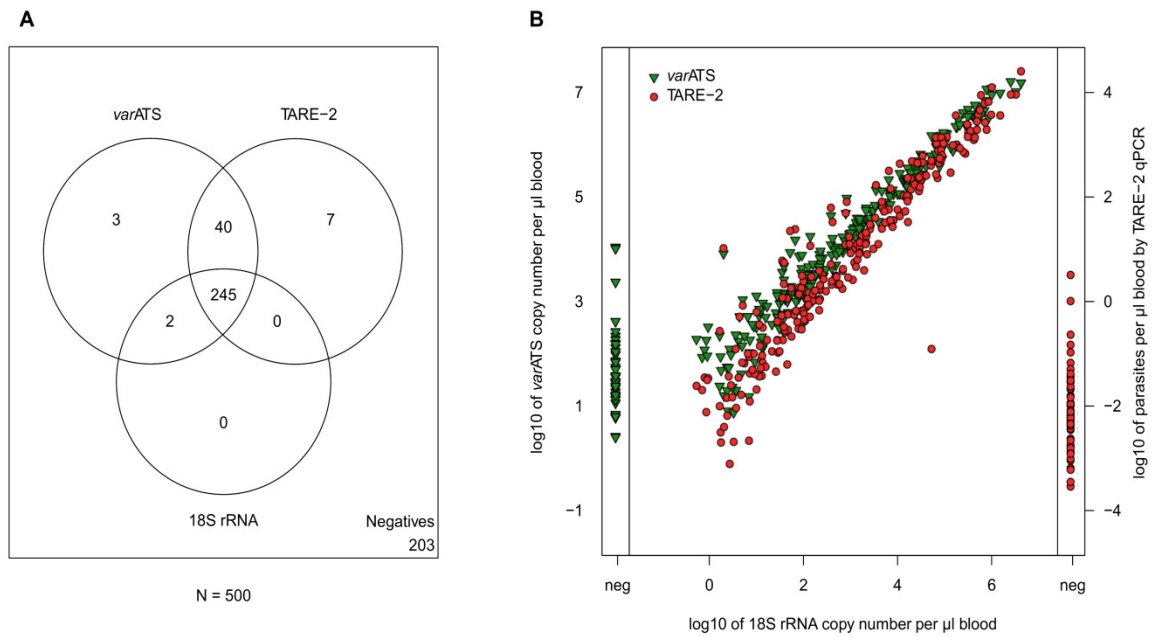 A
varATS
TARE−2
3
40
7
245
2
0
0
18S rRNA
Negatives
203
N = 500
B
varATS
TARE−2
log10 of varATS copy number per µl blood
7
5
3
1
−1
log10 of parasites per µl blood by TARE−2 qPCR
4
2
0
−2
−4
neg
0
2
4
6
neg
log10 of 18S rRNA copy number per µl blood